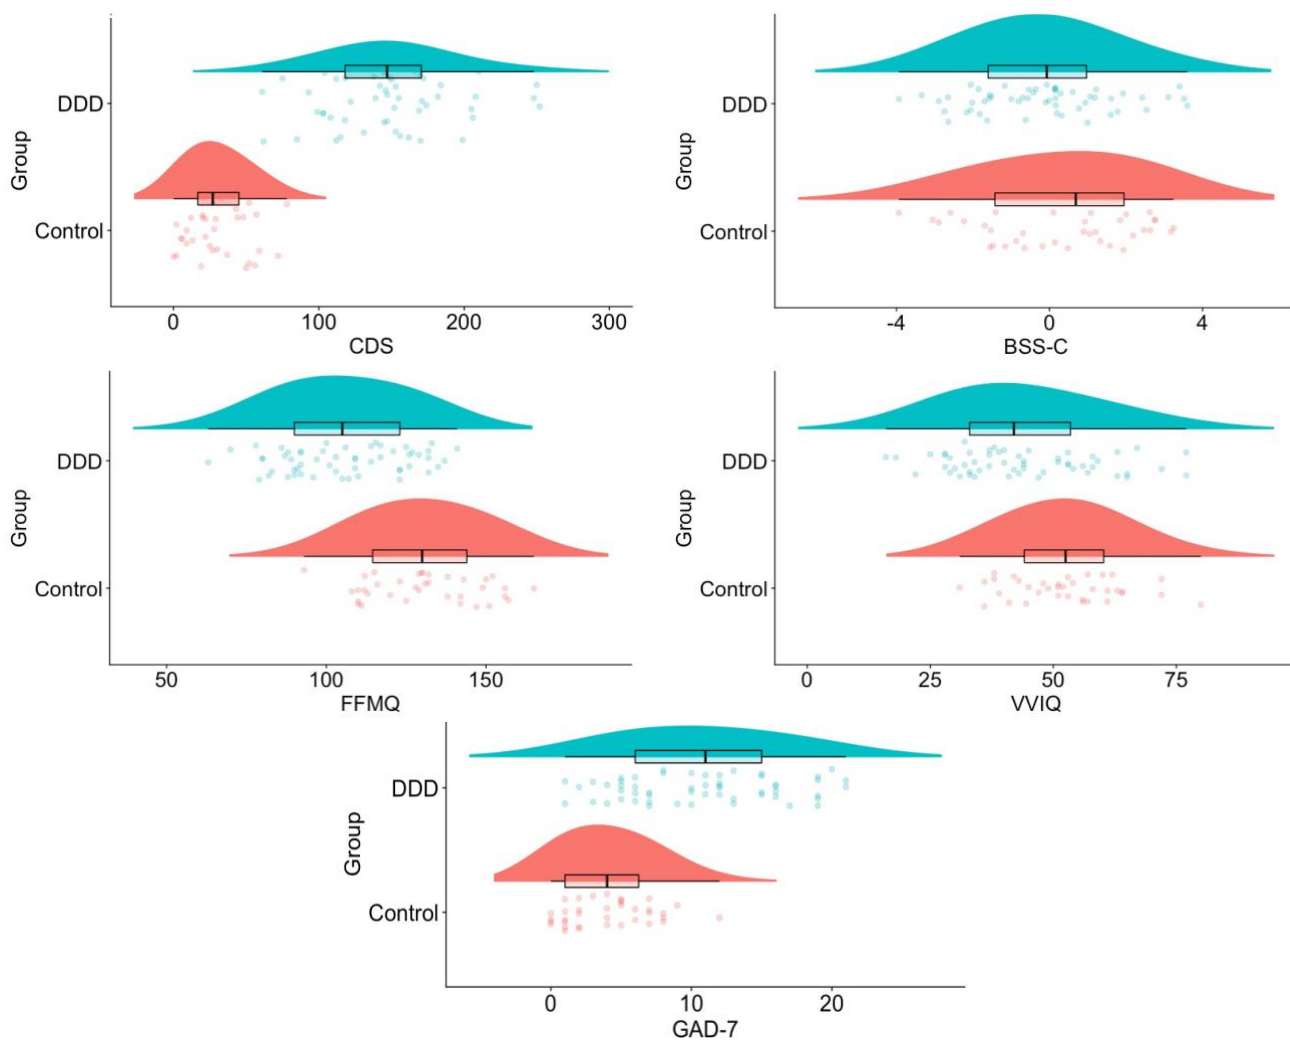 Group
DDD
Control
0 100 200 300
CDS
Group
DDD
Control
-4 0 4
BSS-C
Group
DDD
Control
50 100 150
FFMQ
Group
DDD
Control
0 25 50 75
VVIQ
Group
DDD
Control
0 10 20
GAD-7